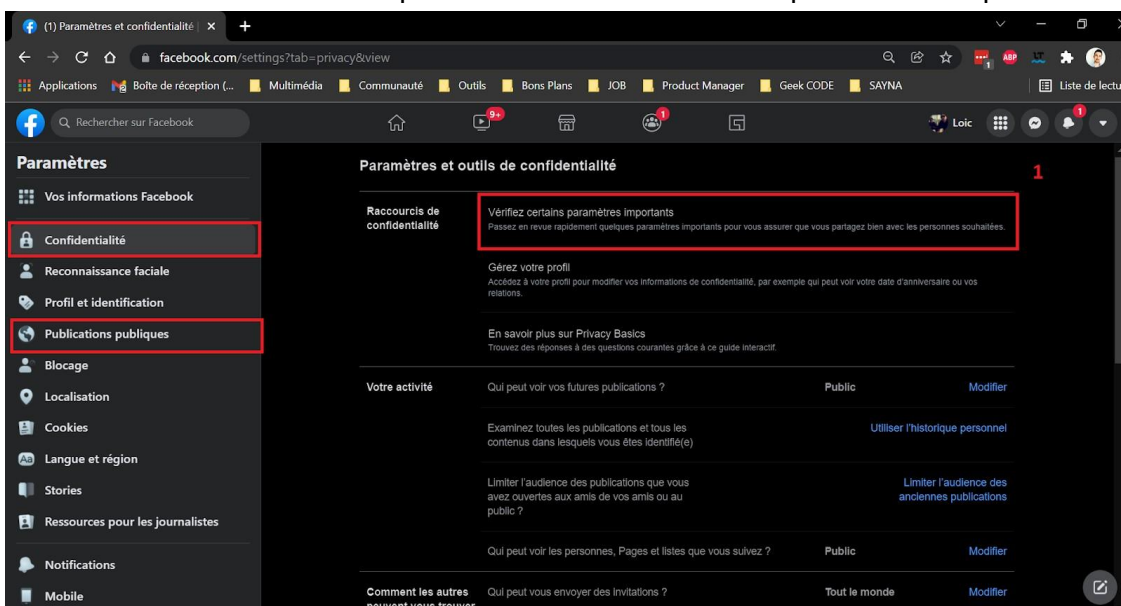 (1) Paramètres et confidentialité
facebook.com/settings?tab=privacy&view
1
ABP
Applications Boîte de réception (... Multimédia Communauté Outils Bons Plans JOB Product Manager Geek CODE SAYNA Liste de lectu
Rechercher sur Facebook
9+
1
Loic
1
Paramètres
Vos informations Facebook
Confidentialité
Reconnaissance faciale
Profil et identification
Publications publiques
Blocage
Localisation
Cookies
Aa Langue et région
Stories
Ressources pour les journalistes
Notifications
Mobile
Paramètres et outils de confidentialité
1
Raccourcis de
confidentialité
Vérifiez certains paramètres importants
Passez en revue rapidement quelques paramètres importants pour vous assurer que vous partagez bien avec les personnes souhaitées.
Gérez votre profil
Accédez à votre profil pour modifier vos informations de confidentialité, par exemple qui peut voir votre date d'anniversaire ou vos
relations.
En savoir plus sur Privacy Basics
Trouvez des réponses à des questions courantes grâce à ce guide interactif.
Votre activité
Qui peut voir vos futures publications ? Public Modifier
Examinez toutes les publications et tous les
contenus dans lesquels vous êtes identifié(e)
Utiliser l'historique personnel
Limiter l'audience des publications que vous
avez ouvertes aux amis de vos amis ou au
public ?
Limiter l'audience des
anciennes publications
Qui peut voir les personnes, Pages et listes que vous suivez ? Public Modifier
Comment les autres
peuvent vous trouver
Qui peut vous envoyer des invitations ? Tout le monde Modifier